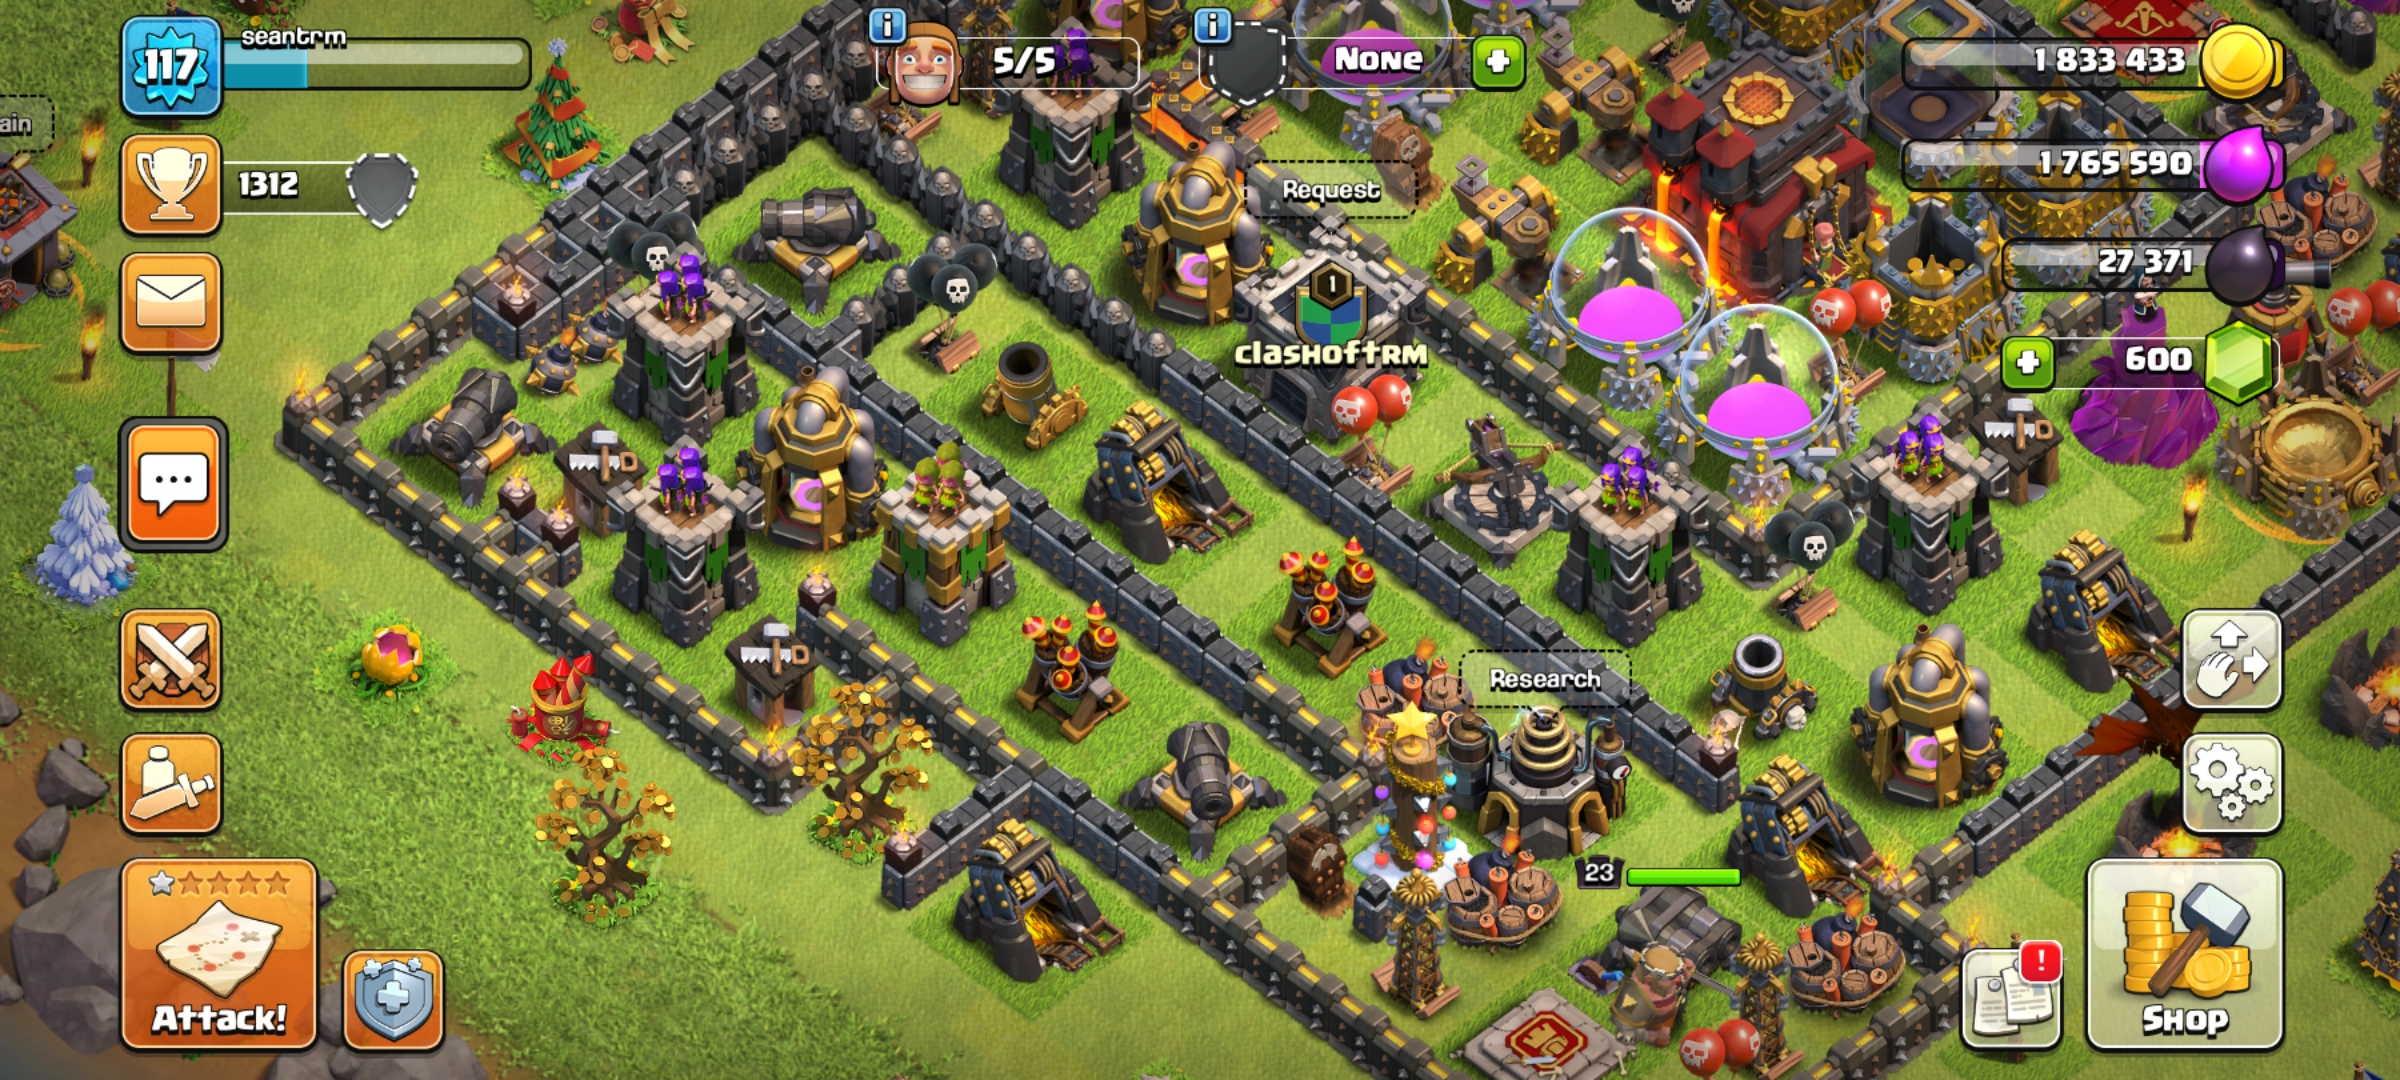 117
seantrm
5/5
None
1 833 433
ain
1312
Request
1 765 590
27 371
1
clashoftrm
600
Research
23
Attack!
Shop